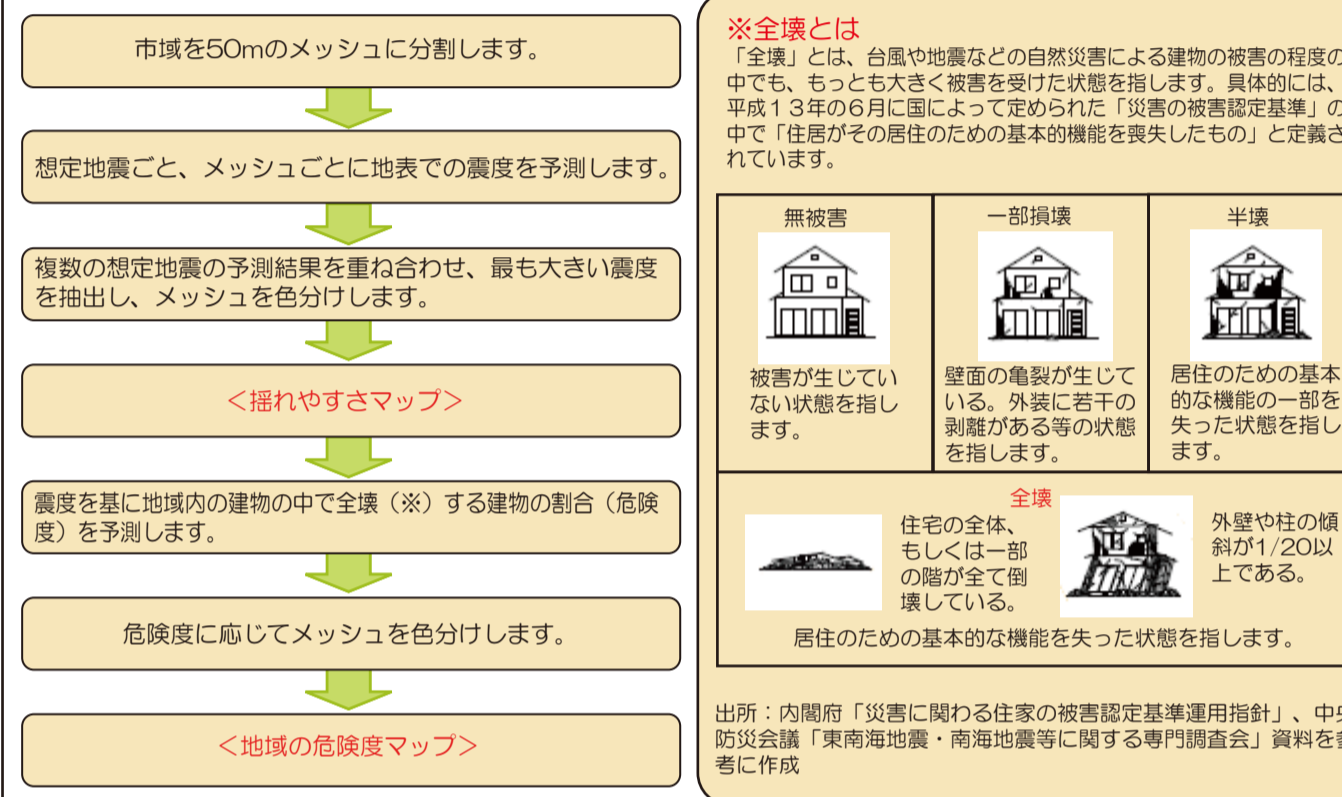 市域を50mのメッシュに分割します。
想定地震ごと、メッシュごとに地表での震度を予測します。
複数の想定地震の予測結果を重ね合わせ、最も大きい震度
を抽出し、メッシュを色分けします。
＜揺れやすさマップ＞
震度を基に地域内の建物の中で全壊（※）する建物の割合（危険
度）を予測します。
危険度に応じてメッシュを色分けします。
＜地域の危険度マップ＞
※全壊とは
「全壊」とは、台風や地震などの自然災害による建物の被害の程度の
中でも、もっとも大きく被害を受けた状態を指します。具体的には、
平成１３年の６月に国によって定められた「災害の被害認定基準」の
中で「住居がその居住のための基本的機能を喪失したもの」と定義さ
れています。
無被害
被害が生じてい
ない状態を指し
ます。
一部損壊
壁面の亀裂が生じて
いる。外装に若干の
剥離がある等の状態
を指します。
半壊
居住のための基本
的な機能の一部を
失った状態を指し
ます。
全壊
住宅の全体、
もしくは一部
の階が全て倒
壊している。
外壁や柱の傾
斜が1/20以
上である。
居住のための基本的な機能を失った状態を指します。
出所：内閣府「災害に関わる住家の被害認定基準運用指針」、中央
防災会議「東南海地震・南海地震等に関する専門調査会」資料を参
考に作成